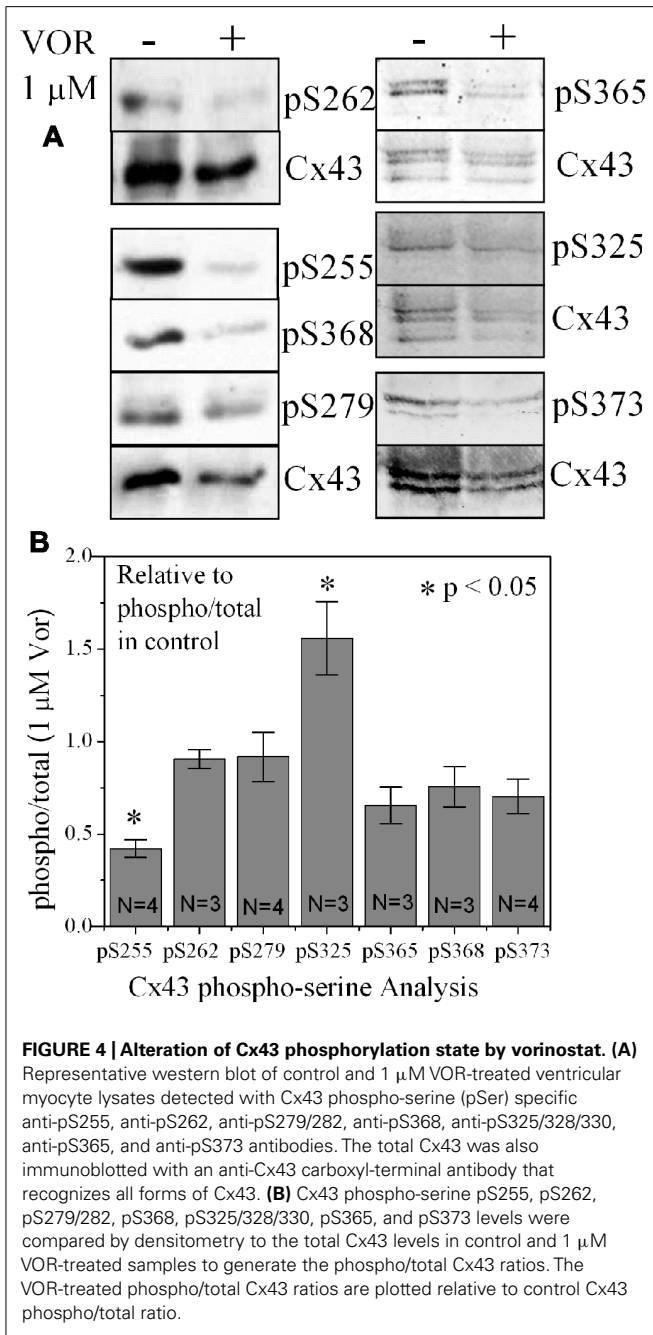 VOR - + - +
1 μM
A
pS262
Cx43
pS255
pS368
pS279
Cx43
pS365
Cx43
pS325
Cx43
pS373
Cx43
B
phospho/total (1 μM Vor)
2.0
1.5
1.0
0.5
0.0
Relative to
phospho/total
in control
* p < 0.05
*
*
N=4 N=3 N=4 N=3 N=3 N=3 N=4
pS255 pS262 pS279 pS325 pS365 pS368 pS373
Cx43 phospho-serine Analysis
FIGURE 4 | Alteration of Cx43 phosphorylation state by vorinostat. (A)
Representative western blot of control and 1 μM VOR-treated ventricular
myocyte lysates detected with Cx43 phospho-serine (pSer) specific
anti-pS255, anti-pS262, anti-pS279/282, anti-pS368, anti-pS325/328/330,
anti-pS365, and anti-pS373 antibodies. The total Cx43 was also
immunoblotted with an anti-Cx43 carboxyl-terminal antibody that
recognizes all forms of Cx43. (B) Cx43 phospho-serine pS255, pS262,
pS279/282, pS368, pS325/328/330, pS365, and pS373 levels were
compared by densitometry to the total Cx43 levels in control and 1 μM
VOR-treated samples to generate the phospho/total Cx43 ratios. The
VOR-treated phospho/total Cx43 ratios are plotted relative to control Cx43
phospho/total ratio.